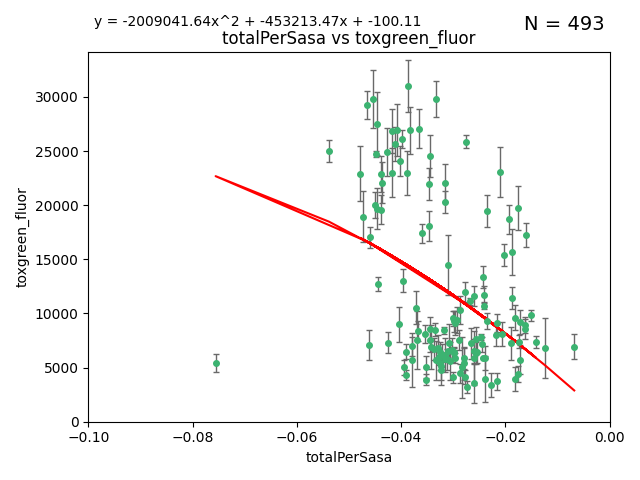 y = -2009041.64x^2 + -453213.47x + -100.11
N = 493
totalPerSasa vs toxgreen_fluor
toxgreen_fluor
30000
25000
20000
15000
10000
5000
0
−0.10 −0.08 −0.06 −0.04 −0.02 0.00
totalPerSasa